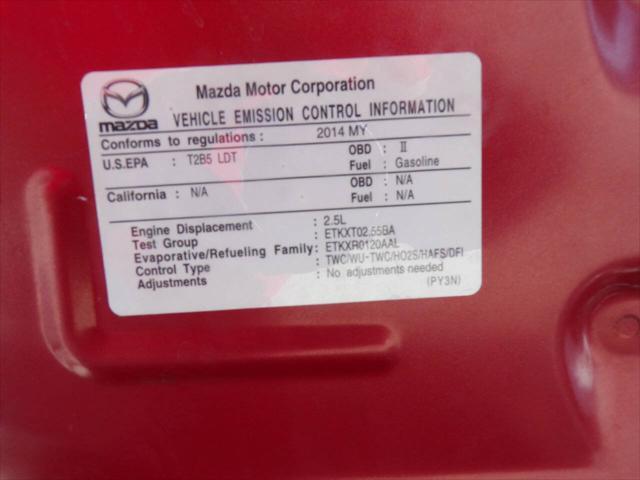 Mazda Motor Corporation
mazda
VEHICLE EMISSION CONTROL INFORMATION
Conforms to regulations : 2014 MY
U.S.EPA : T2B5 LDT OBD : II
Fuel : Gasoline
California : N/A OBD : N/A
Fuel : N/A
Engine Displacement : 2.5L
Test Group : ETKXT02.55BA
Evaporative/Refueling Family: ETKXR0120AAL
Control Type : TWC/WU-TWC/HO2S/HAFS/DFI
Adjustments : No adjustments needed
(PY3N)